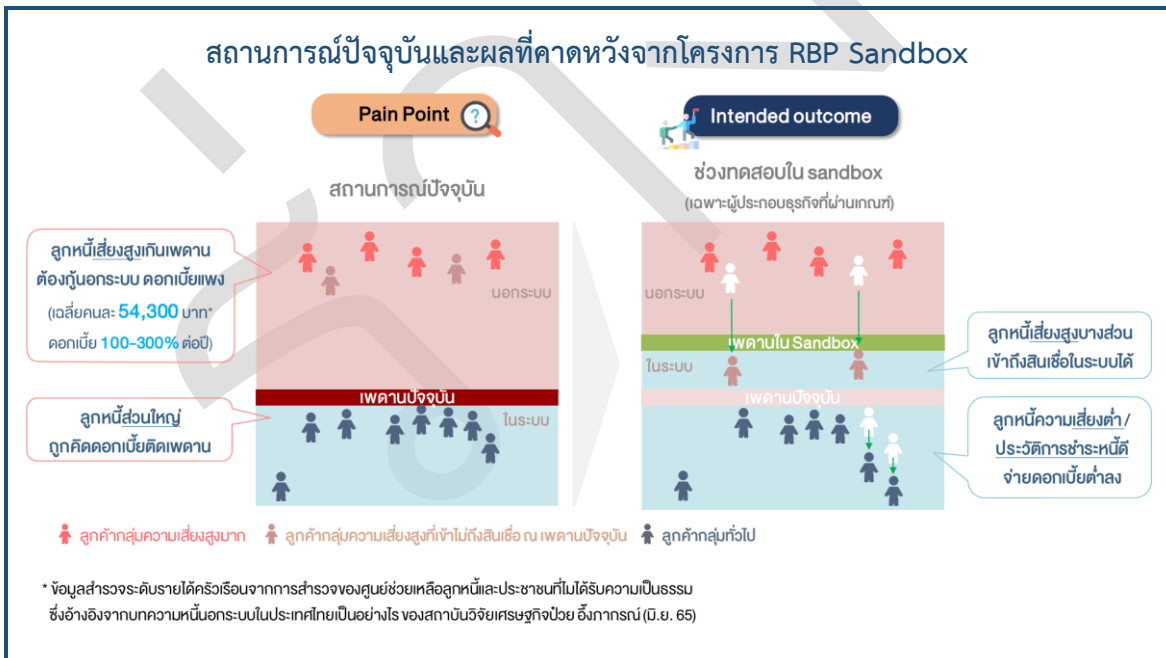 สถานการณ์ปัจจุบันและผลที่คาดหวังจากโครงการ RBP Sandbox
Pain Point
สถานการณ์ปัจจุบัน
ลูกหนี้เสี่ยงสูงเกินเพดาน
ต้องกู้นอกระบบ ดอกเบี้ยแพง
(เฉลี่ยคนละ 54,300 บาท*
ดอกเบี้ย 100-300% ต่อปี)
นอกระบบ
เพดานปัจจุบัน
ในระบบ
ลูกหนี้ส่วนใหญ่
ถูกคิดดอกเบี้ยติดเพดาน
Intended outcome
ช่วงทดสอบใน sandbox
(เฉพาะผู้ประกอบธุรกิจที่ผ่านเกณฑ์)
นอกระบบ
เพดานใน Sandbox
ในระบบ
เพดานปัจจุบัน
ลูกหนี้เสี่ยงสูงบางส่วน
เข้าถึงสินเชื่อในระบบได้
ลูกหนี้ความเสี่ยงต่ำ/
ประวัติการชำระหนี้ดี
จ่ายดอกเบี้ยต่ำลง
ลูกค้ากลุ่มความเสี่ยงสูงมาก
ลูกค้ากลุ่มความเสี่ยงสูงที่เข้าไม่ถึงสินเชื่อ ณ เพดานปัจจุบัน
ลูกค้ากลุ่มทั่วไป
* ข้อมูลสำรวจระดับรายได้ครัวเรือนจากการสำรวจของศูนย์ช่วยเหลือลูกหนี้และประชาชนที่ไม่ได้รับความเป็นธรรม
ซึ่งอ้างอิงจากบทความหนี้นอกระบบในประเทศไทยเป็นอย่างไร ของสถาบันวิจัยเศรษฐกิจป๋วย อึ๊งภากรณ์ (มิ.ย. 65)